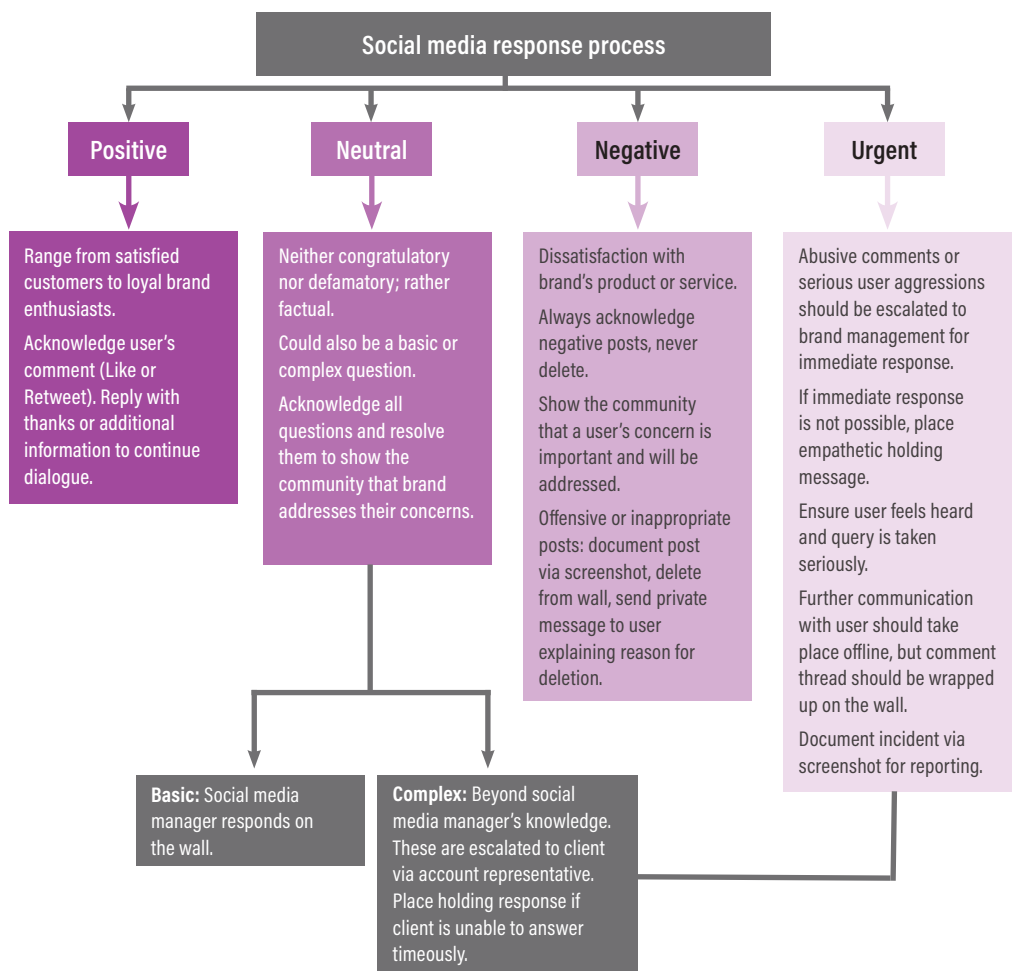 Social media response process
Positive
Neutral
Negative
Urgent
Range from satisfied
customers to loyal brand
enthusiasts.
Acknowledge user's
comment (Like or
Retweet). Reply with
thanks or additional
information to continue
dialogue.
Neither congratulatory
nor defamatory; rather
factual.
Could also be a basic or
complex question.
Acknowledge all
questions and resolve
them to show the
community that brand
addresses their concerns.
Dissatisfaction with
brand's product or service.
Always acknowledge
negative posts, never
delete.
Show the community
that a user's concern is
important and will be
addressed.
Offensive or inappropriate
posts: document post
via screenshot, delete
from wall, send private
message to user
explaining reason for
deletion.
Abusive comments or
serious user aggressions
should be escalated to
brand management for
immediate response.
If immediate response
is not possible, place
empathetic holding
message.
Ensure user feels heard
and query is taken
seriously.
Further communication
with user should take
place offline, but comment
thread should be wrapped
up on the wall.
Document incident via
screenshot for reporting.
Basic: Social media
manager responds on
the wall.
Complex: Beyond social
media manager's knowledge.
These are escalated to client
via account representative.
Place holding response if
client is unable to answer
timeously.